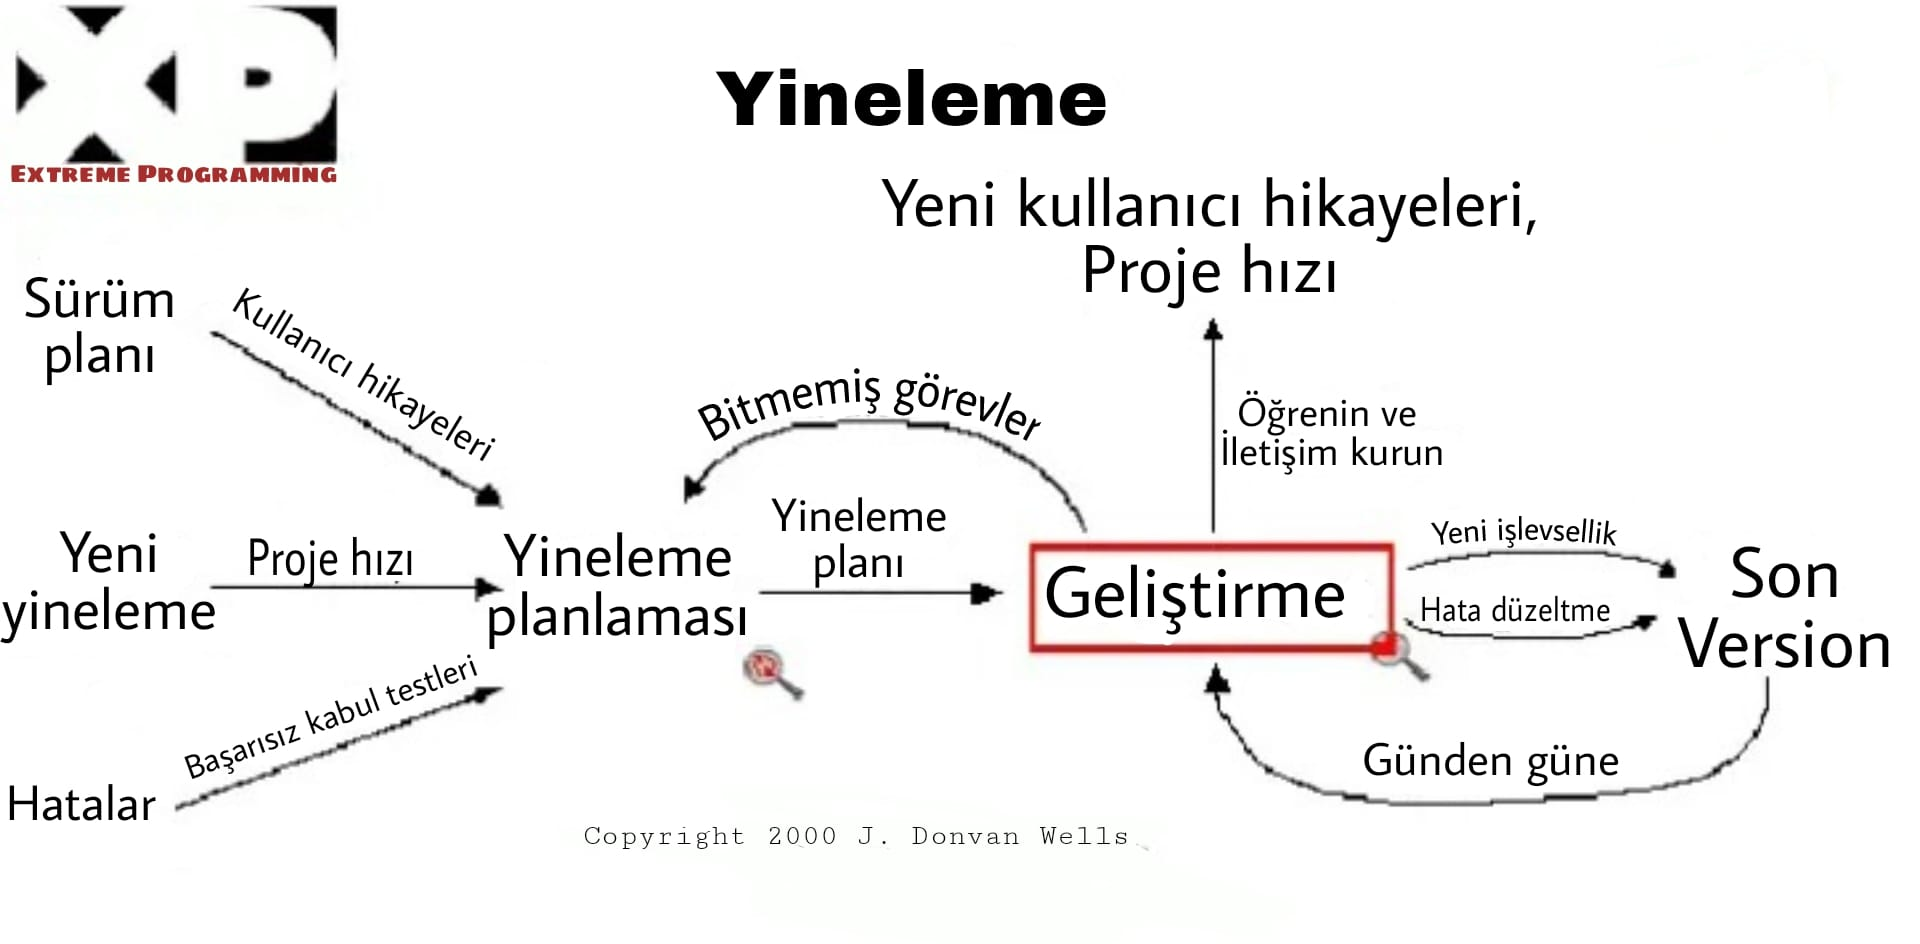 XP
EXTREME PROGRAMMING
Yineleme
Yeni kullanıcı hikayeleri,
Proje hızı
Sürüm
planı
Kullanıcı hikayeleri
Bitmemiş görevler
Öğrenin ve
İletişim kurun
Yeni
yineleme
Proje hızı
Yineleme
planlaması
Yineleme
planı
Geliştirme
Yeni işlevsellik
Hata düzeltme
Son
Version
Başarısız kabul testleri
Hatalar
Günden güne
Copyright 2000 J. Donvan Wells